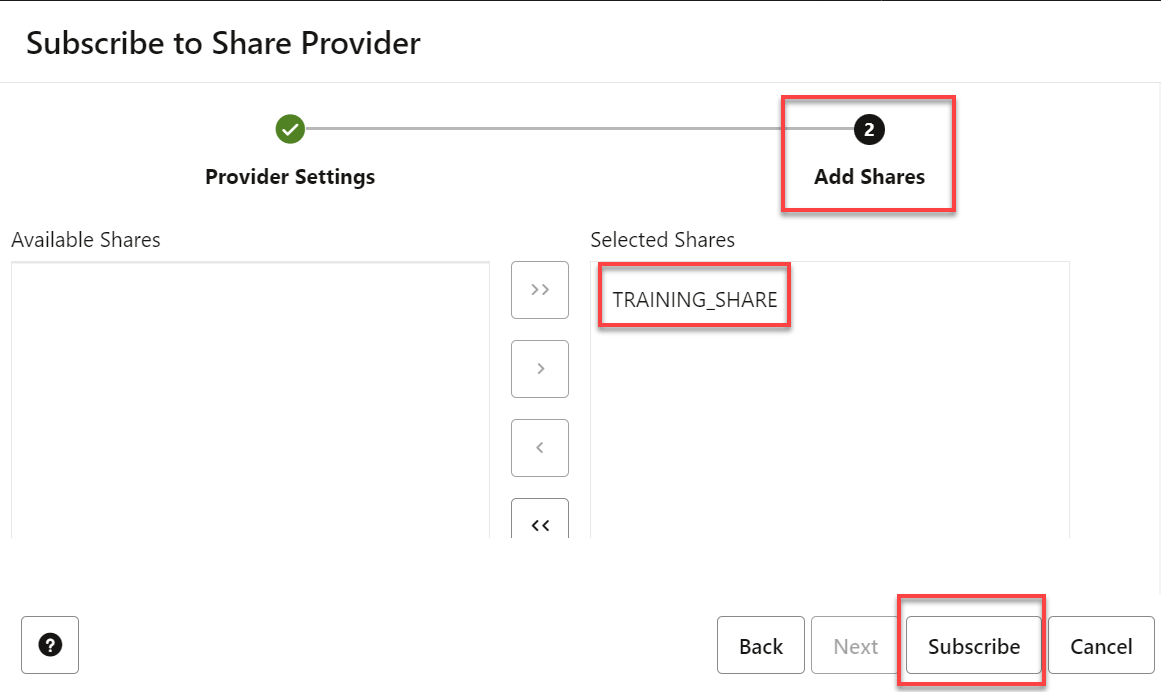 Subscribe to Share Provider
2
Provider Settings
Add Shares
Available Shares
Selected Shares
>>
TRAINING_SHARE
>
<
<<
?
Back
Next
Subscribe
Cancel